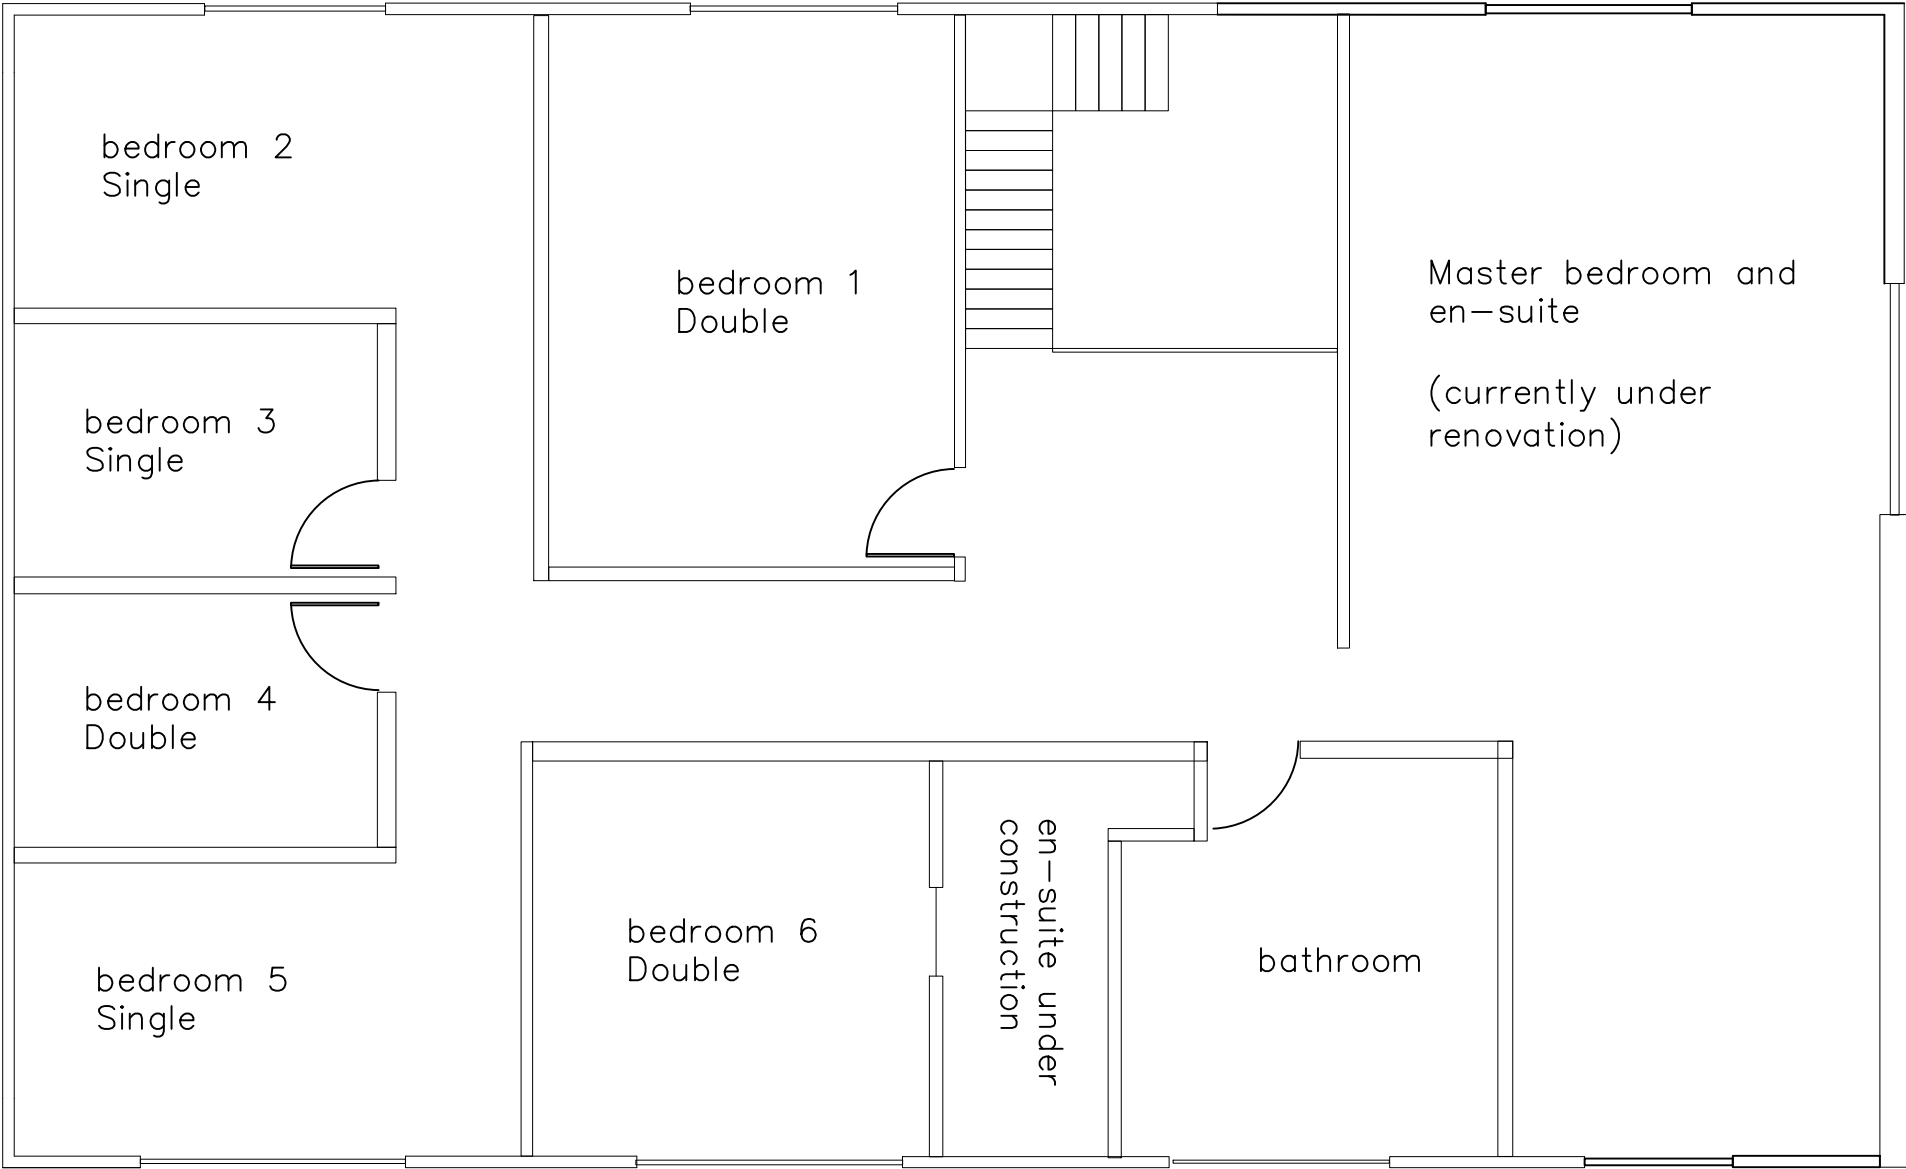 bedroom 2
Single
bedroom 1
Double
Master bedroom and
en-suite
(currently under
renovation)
bedroom 3
Single
bedroom 4
Double
bedroom 5
Single
bedroom 6
Double
en-suite under
construction
bathroom